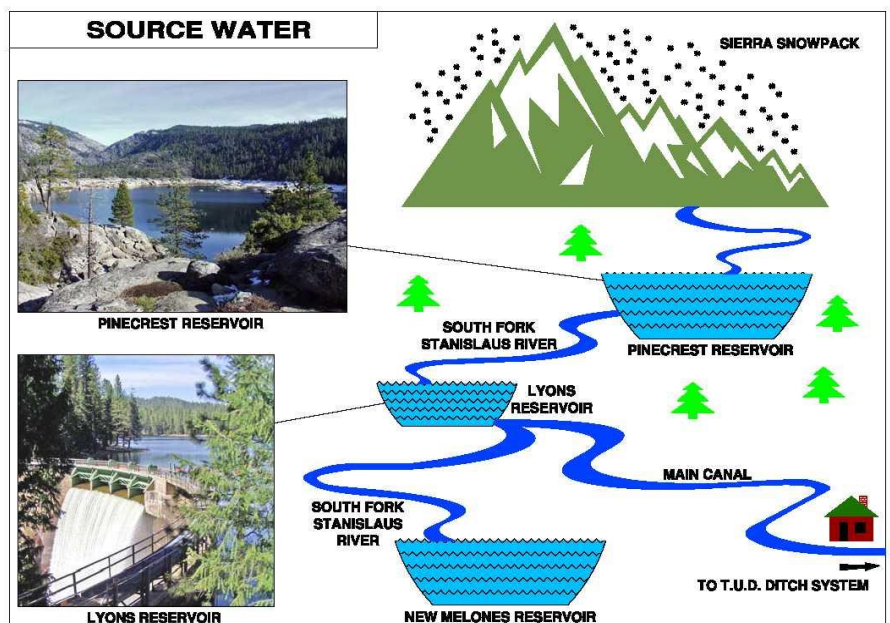 SOURCE WATER
SIERRA SNOWPACK
PINECREST RESERVOIR
SOUTH FORK
STANISLAUS RIVER
PINECREST RESERVOIR
LYONS
RESERVOIR
MAIN CANAL
SOUTH FORK
STANISLAUS
RIVER
TO T.U.D. DITCH SYSTEM
LYONS RESERVOIR
NEW MELONES RESERVOIR